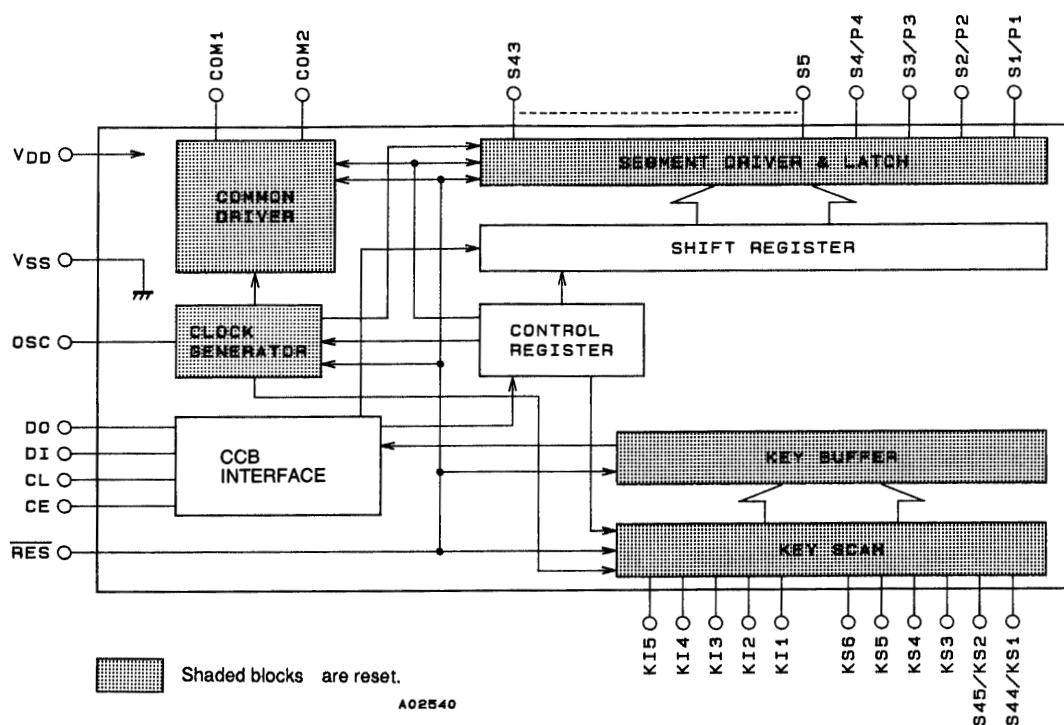 COM1
COM2
S43
S5
S4/P4
S3/P3
S2/P2
S1/P1
VDD
COMMON
DRIVER
SEGMENT DRIVER & LATCH
SHIFT REGISTER
VSS
OSC
CLOCK
GENERATOR
CONTROL
REGISTER
DO
DI
CL
CE
CCB
INTERFACE
KEY BUFFER
RES
KEY SCAN
KI5
KI4
KI3
KI2
KI1
KS6
KS5
KS4
KS3
S45/KS2
S44/KS1
Shaded blocks are reset.
A02540